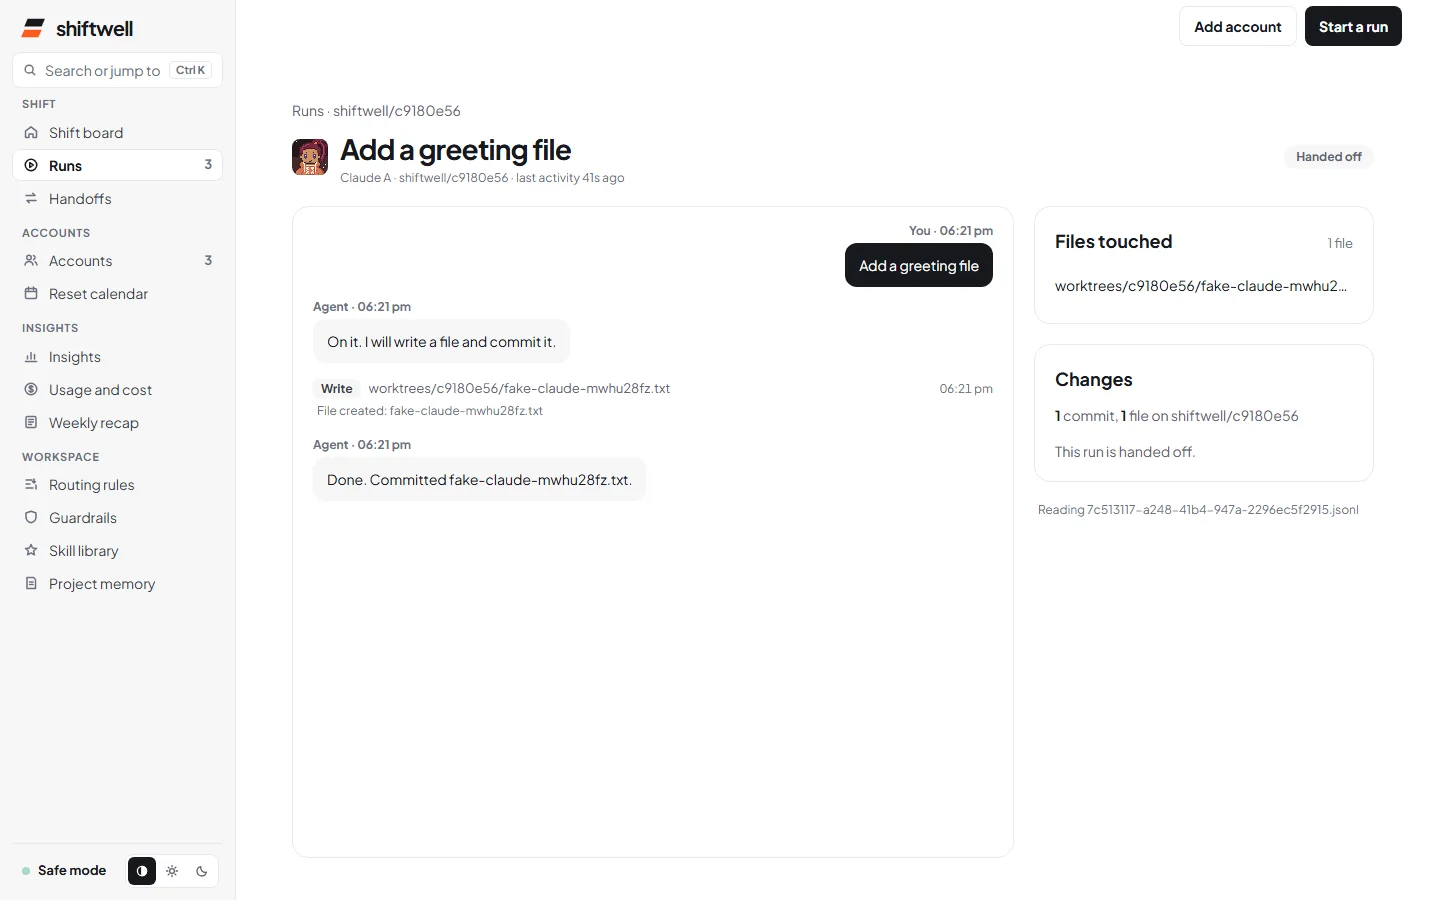 shiftwell
Search or jump to
Ctrl K
SHIFT
Shift board
Runs
3
Handoffs
ACCOUNTS
Accounts
3
Reset calendar
INSIGHTS
Insights
Usage and cost
Weekly recap
WORKSPACE
Routing rules
Guardrails
Skill library
Project memory
Safe mode
Add account
Start a run
Runs · shiftwell/c9180e56
Add a greeting file
Claude A · shiftwell/c9180e56 · last activity 41s ago
Handed off
You · 06:21 pm
Add a greeting file
Agent · 06:21 pm
On it. I will write a file and commit it.
Write worktrees/c9180e56/fake-claude-mwhu28fz.txt 06:21 pm
File created: fake-claude-mwhu28fz.txt
Agent · 06:21 pm
Done. Committed fake-claude-mwhu28fz.txt.
Files touched
1 file
worktrees/c9180e56/fake-claude-mwhu2...
Changes
1 commit, 1 file on shiftwell/c9180e56
This run is handed off.
Reading 7c513117-a248-41b4-947a-2296ec5f2915.jsonl